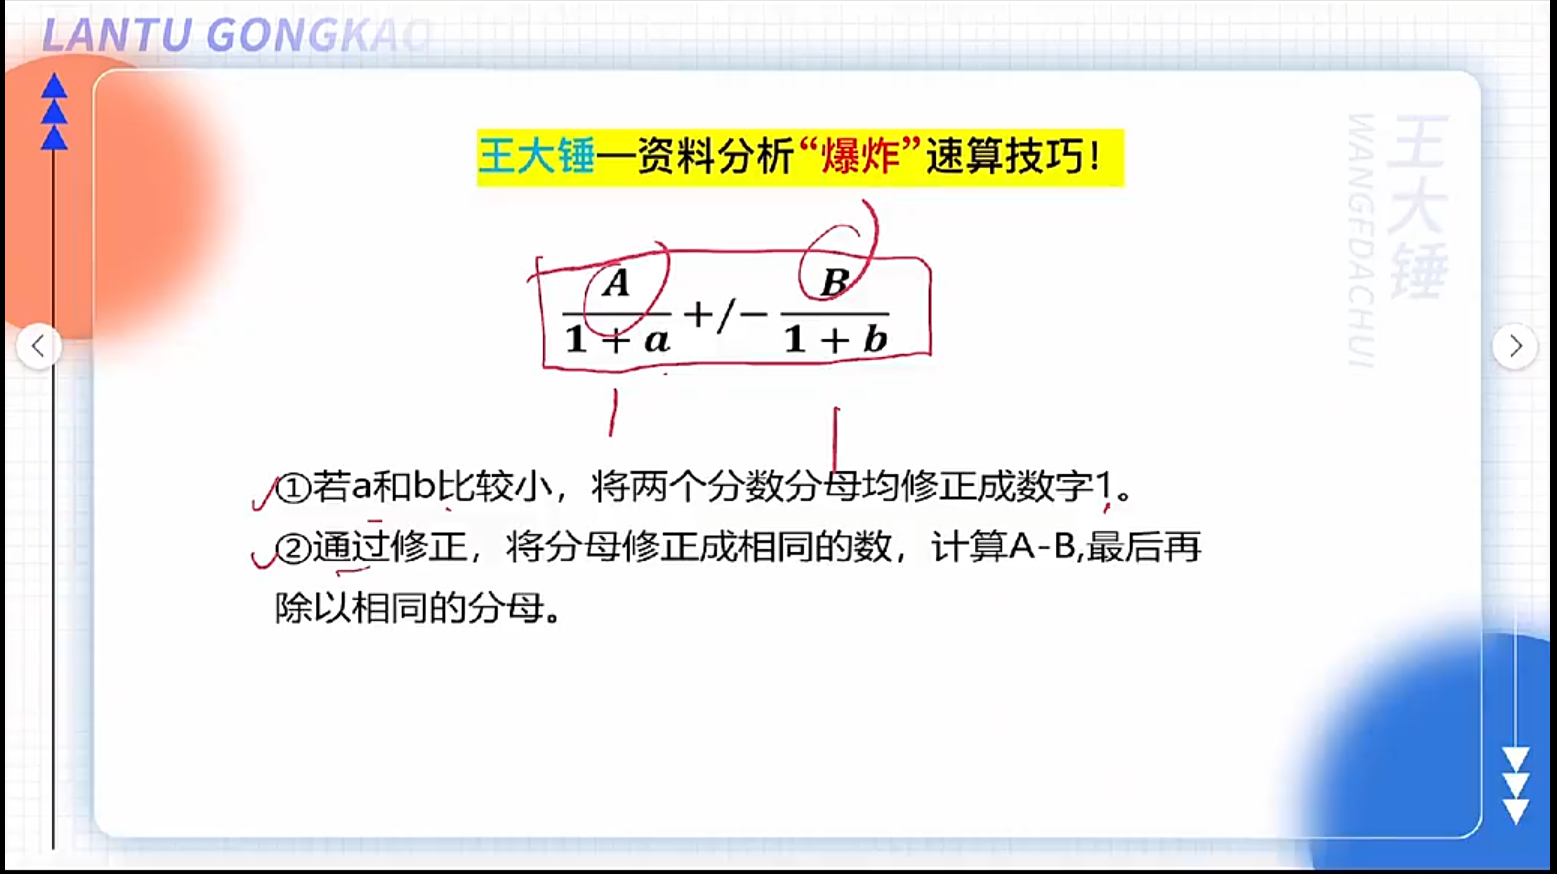 LANTU GONGKAO
王大锤—资料分析“爆炸”速算技巧！
王大锤
WANGDACHUI
A/(1 + a) +/− B/(1 + b)
①若a和b比较小，将两个分数分母均修正成数字1。
②通过修正，将分母修正成相同的数，计算A-B,最后再
除以相同的分母。